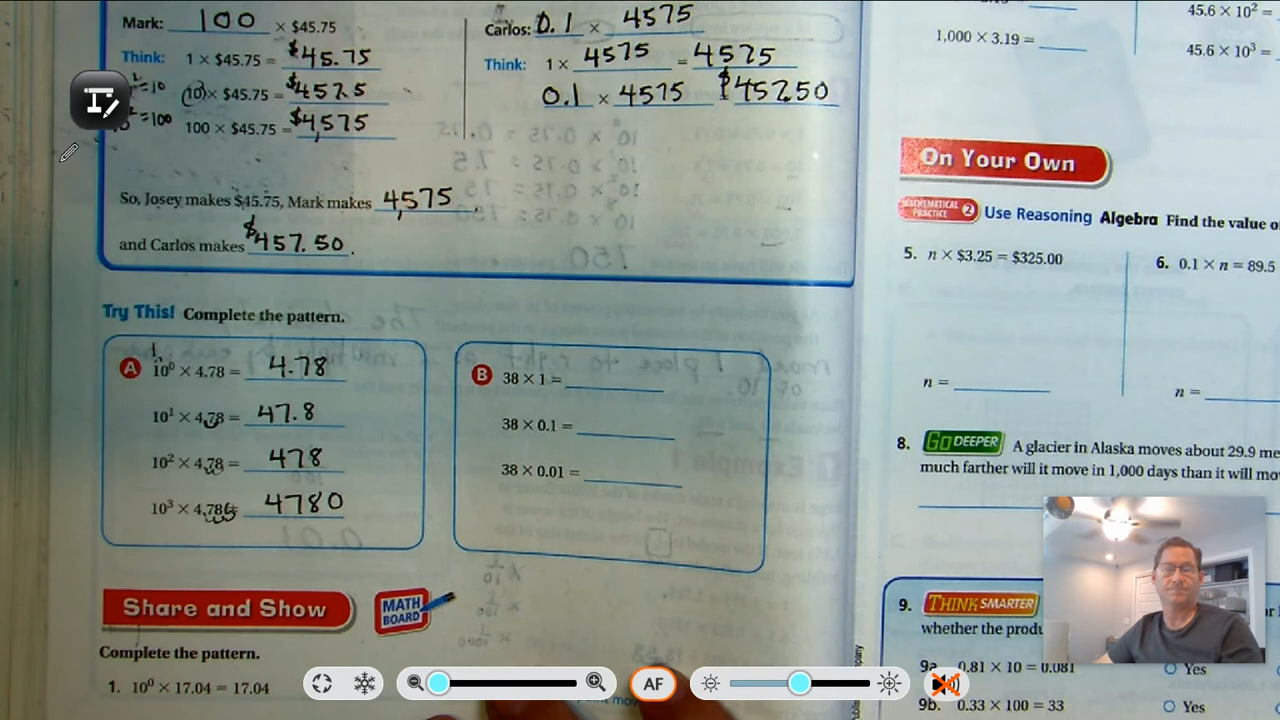 Mark: 100 × $45.75
Think: 1 × $45.75 = $45.75
(10) × $45.75 = $457.5
100 × $45.75 = $4,575
Carlos: 0.1 × 4575
Think: 1 × 4575 = 4575
0.1 × 4575 $457.50
So, Josey makes $45.75, Mark makes 4,575
and Carlos makes $457.50.
Try This! Complete the pattern.
A 10⁰ × 4.78 = 4.78
10¹ × 4.78 = 47.8
10² × 4.78 = 478
10³ × 4.78 = 4780
B 38 × 1 =
38 × 0.1 =
38 × 0.01 =
Share and Show
MATH BOARD
Complete the pattern.
1. 10⁰ × 17.04 = 17.04
1,000 × 3.19 =
45.6 × 10² =
45.6 × 10³ =
On Your Own
MATHEMATICAL PRACTICE 2 Use Reasoning Algebra Find the value o
5. n × $3.25 = $325.00
6. 0.1 × n = 89.5
n =
n =
8. GO DEEPER A glacier in Alaska moves about 29.9 me
much farther will it move in 1,000 days than it will mo
9. THINK SMARTER
whether the produ
9a. 0.81 × 10 = 0.081 Yes
9b. 0.33 × 100 = 33 Yes
AF